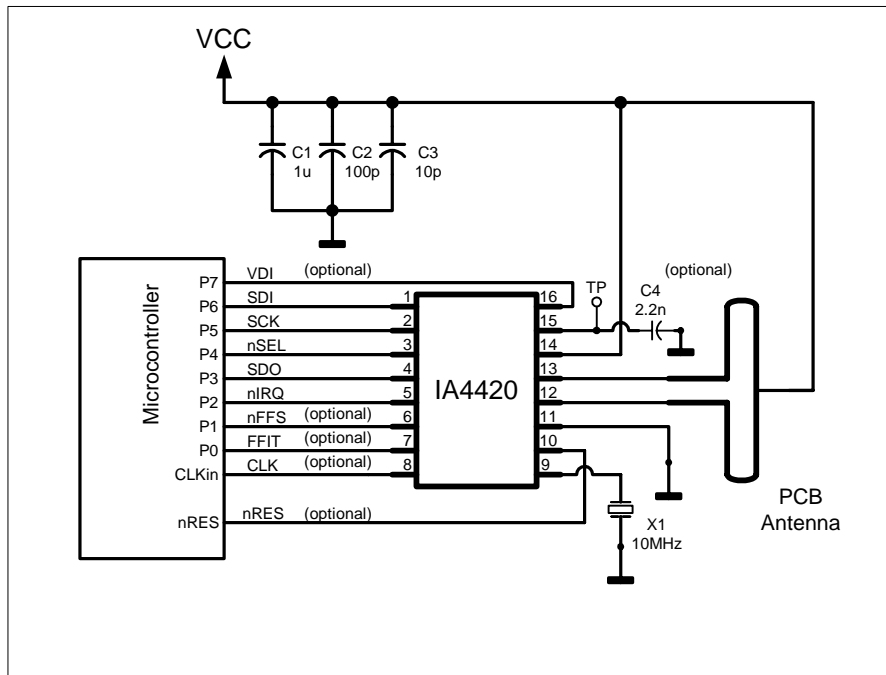 VCC
C1
1u
C2
100p
C3
10p
Microcontroller
P7 VDI (optional)
P6 SDI 1
P5 SCK 2
P4 nSEL 3
P3 SDO 4
P2 nIRQ 5
P1 nFFS (optional) 6
P0 FFIT (optional) 7
CLKin CLK (optional) 8
nRES nRES (optional)
IA4420
16
15
14
13
12
11
10
9
TP
(optional)
C4
2.2n
X1
10MHz
PCB
Antenna